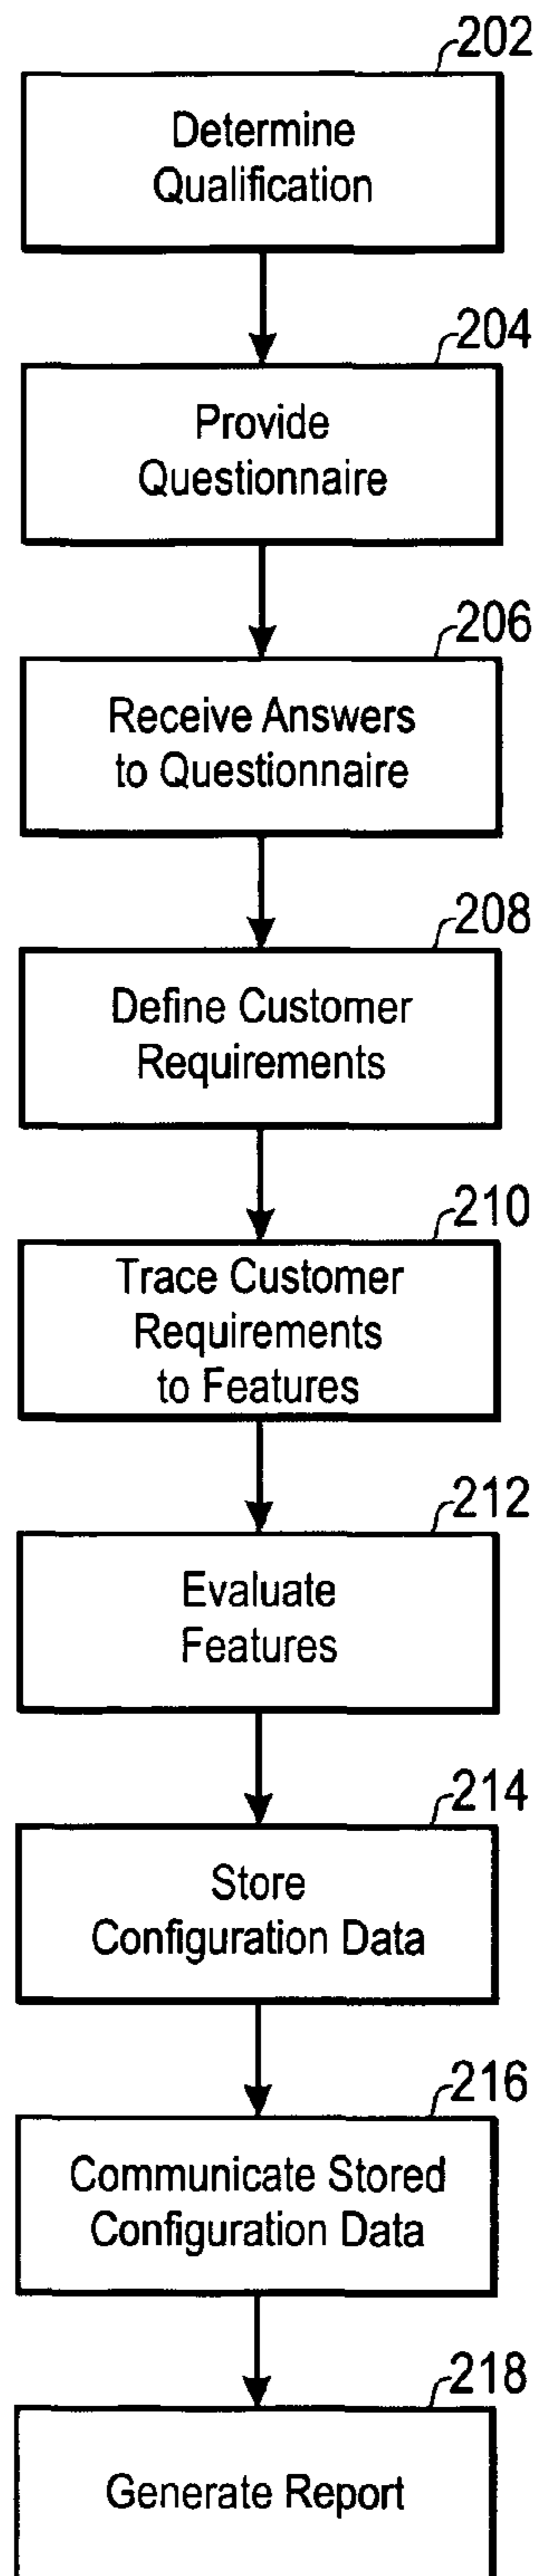 202
Determine
Qualification
204
Provide
Questionnaire
206
Receive Answers
to Questionnaire
208
Define Customer
Requirements
210
Trace Customer
Requirements
to Features
212
Evaluate
Features
214
Store
Configuration Data
216
Communicate Stored
Configuration Data
218
Generate Report